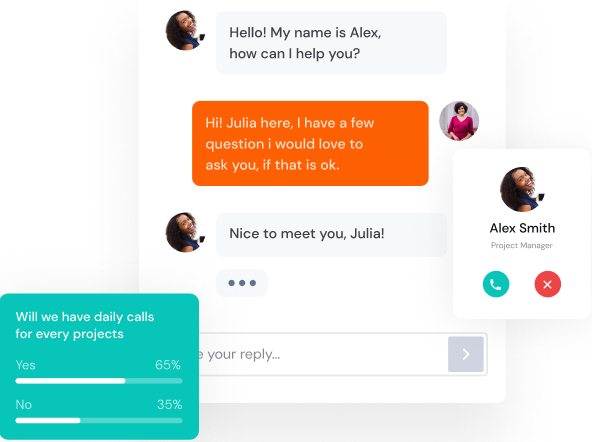 Hello! My name is Alex,
how can I help you?
Hi! Julia here, I have a few
question i would love to
ask you, if that is ok.
Alex Smith
Project Manager
Nice to meet you, Julia!
Will we have daily calls
for every projects
Yes 65%
No 35%
your reply...